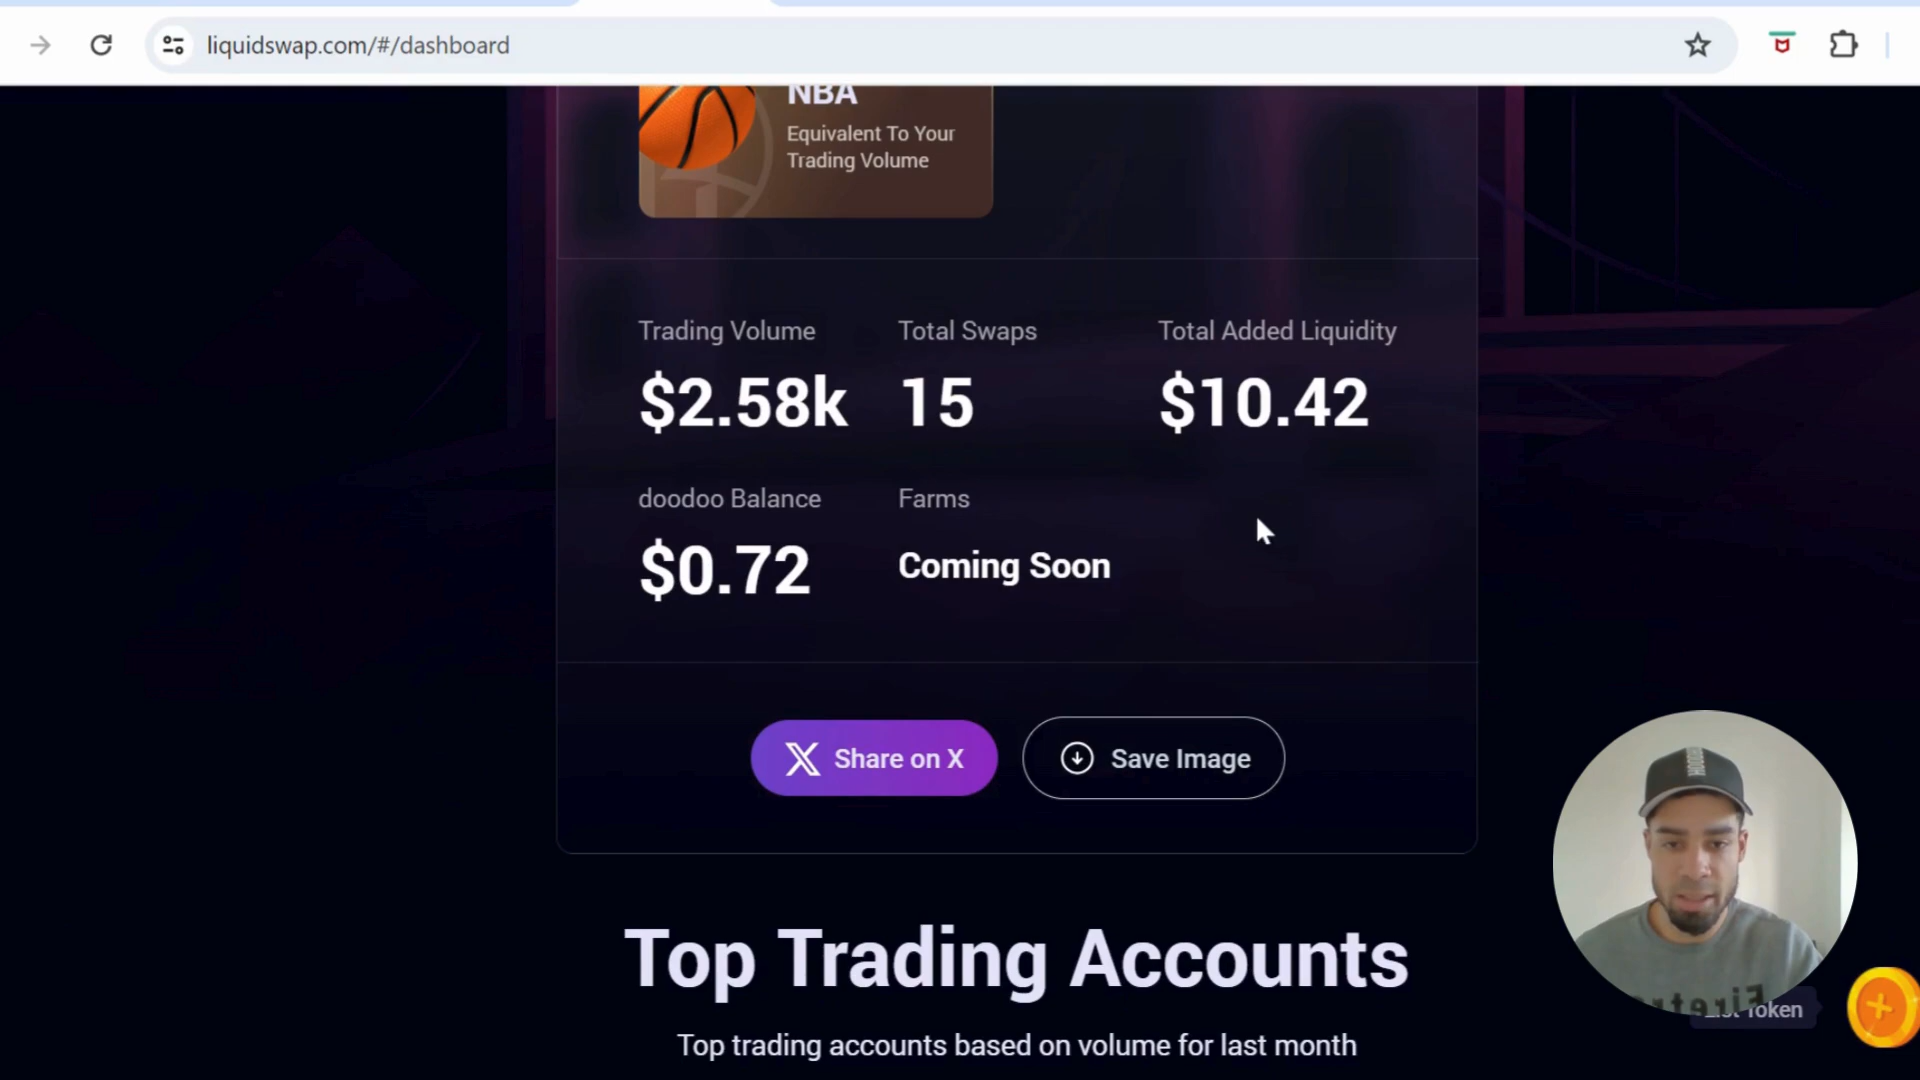 liquidswap.com/#/dashboard
NBA
Equivalent To Your
Trading Volume
Trading Volume
Total Swaps
Total Added Liquidity
$2.58k
15
$10.42
doodoo Balance
Farms
$0.72
Coming Soon
Share on X
Save Image
Top Trading Accounts
Token
Top trading accounts based on volume for last month